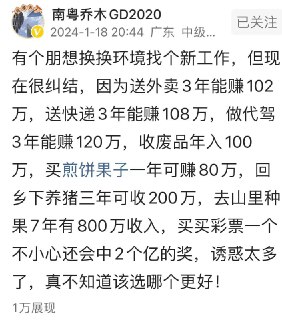 南粤乔木GD2020
2024-1-18 20:44 广东 中级...
已关注
有个朋想换换环境找个新工作，但现
在很纠结，因为送外卖3年能赚102
万，送快递3年能赚108万，做代驾
3年能赚120万，收废品年入100
万，买煎饼果子一年可赚80万，回
乡下养猪三年可收200万，去山里种
果7年有800万收入，买买彩票一个
不小心还会中2个亿的奖，诱惑太多
了，真不知道该选哪个更好！
1万展现